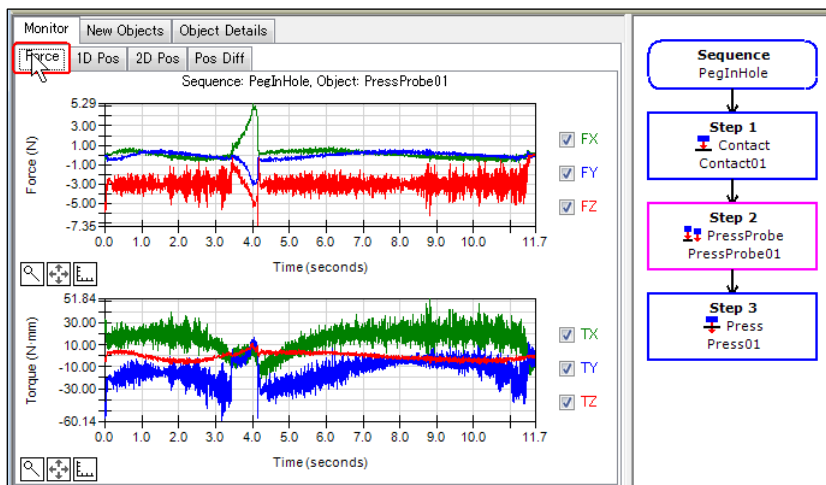 Monitor New Objects Object Details
Force 1D Pos 2D Pos Pos Diff
Sequence: PegInHole, Object: PressProbe01
Force (N)
5.29
3.00
1.00
-1.00
-3.00
-5.00
-7.35
0.0 1.0 2.0 3.0 4.0 5.0 6.0 7.0 8.0 9.0 10.0 11.7
Time (seconds)
FX
FY
FZ
Torque (N·mm)
51.84
30.00
10.00
-10.00
-30.00
-60.14
0.0 1.0 2.0 3.0 4.0 5.0 6.0 7.0 8.0 9.0 10.0 11.7
Time (seconds)
TX
TY
TZ
Sequence
PegInHole
Step 1
Contact
Contact01
Step 2
PressProbe
PressProbe01
Step 3
Press
Press01